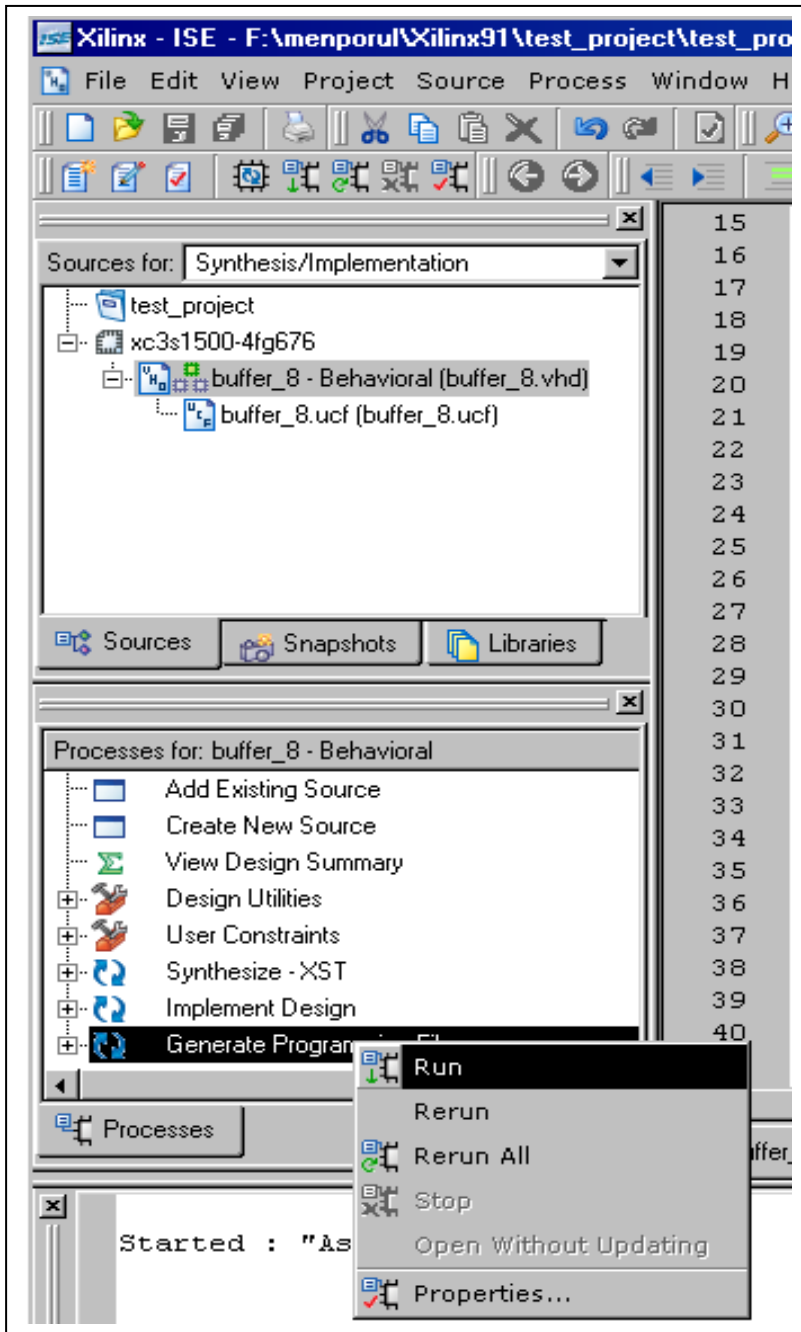 Xilinx - ISE - F:\menporul\Xilinx91\test_project\test_pro
File Edit View Project Source Process Window H
Sources for: Synthesis/Implementation
test_project
xc3s1500-4fg676
buffer_8 - Behavioral (buffer_8.vhd)
buffer_8.ucf (buffer_8.ucf)
Sources Snapshots Libraries
Processes for: buffer_8 - Behavioral
Add Existing Source
Create New Source
View Design Summary
Design Utilities
User Constraints
Synthesize - XST
Implement Design
Generate Programming File
Processes
Run
Rerun
Rerun All
Stop
Open Without Updating
Properties...
15
16
17
18
19
20
21
22
23
24
25
26
27
28
29
30
31
32
33
34
35
36
37
38
39
40
uffer_
Started : "As